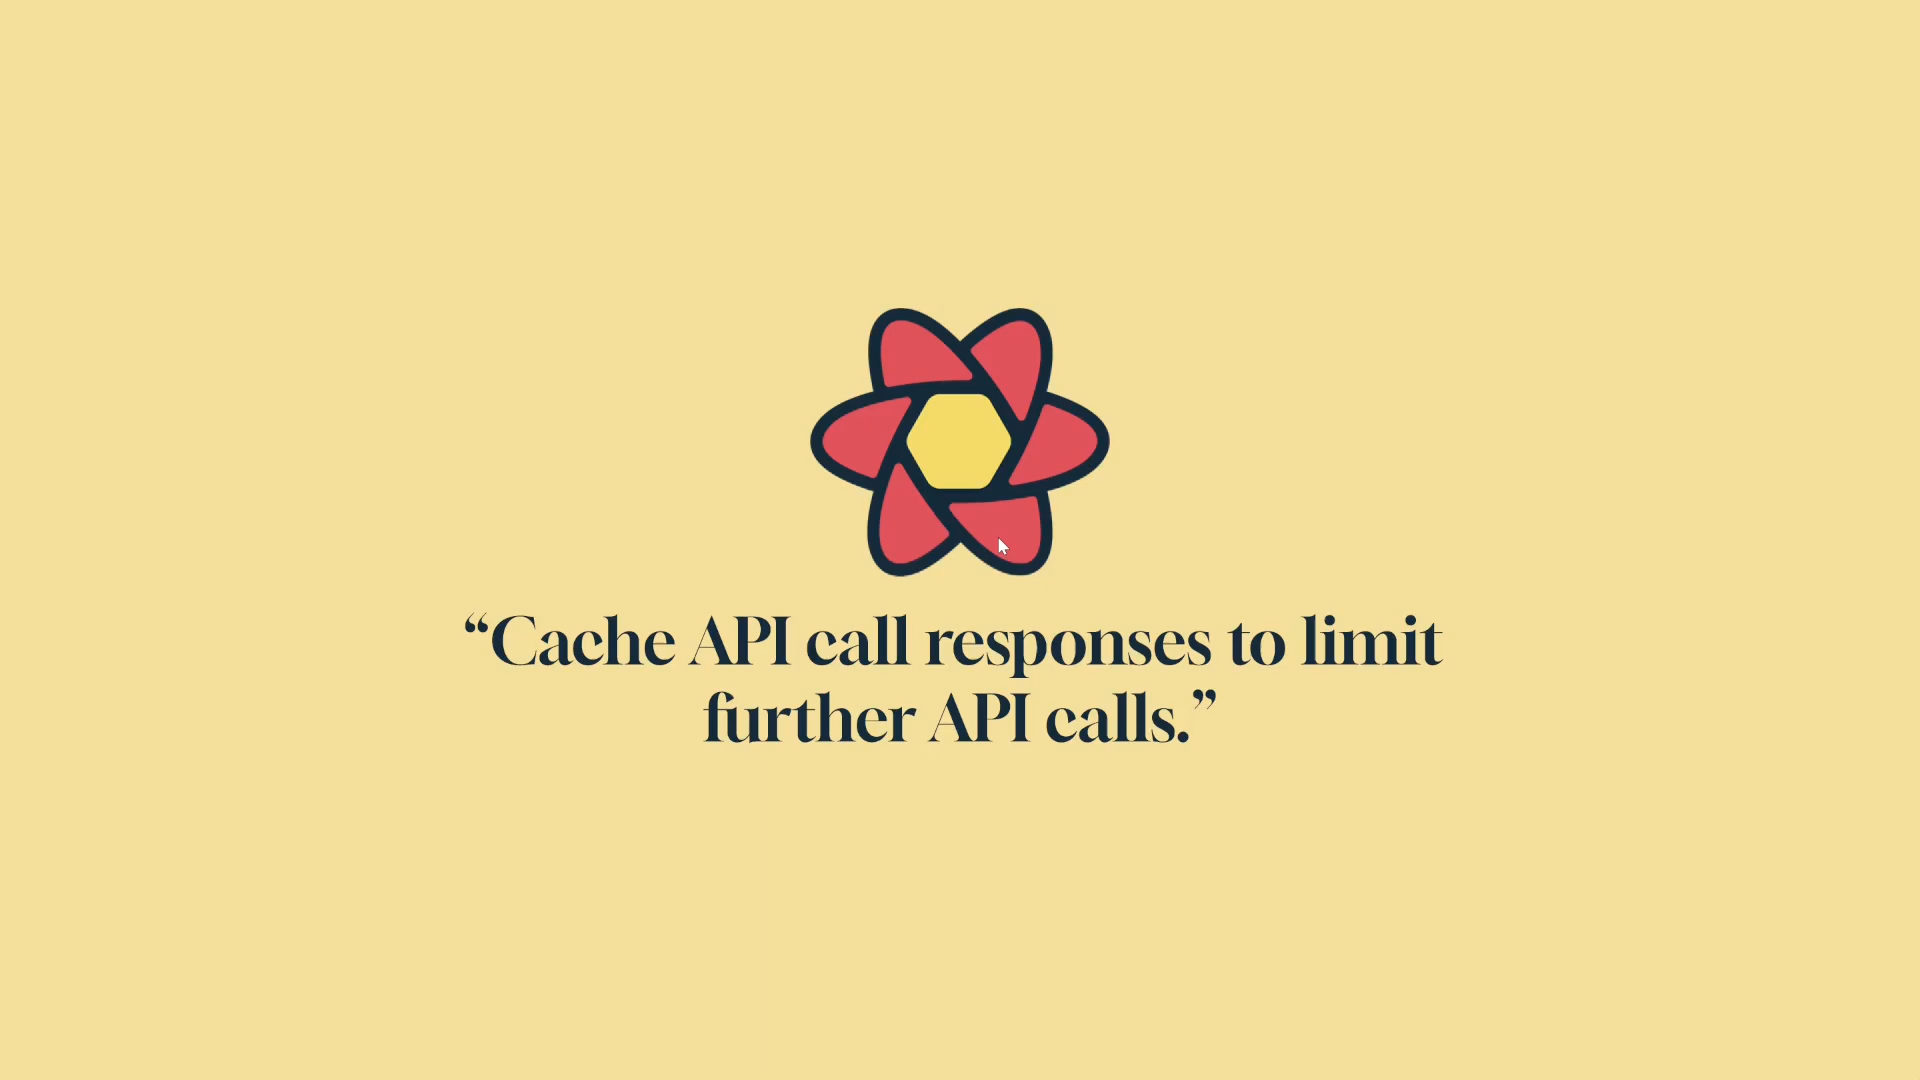 “Cache API call responses to limit
further API calls.”